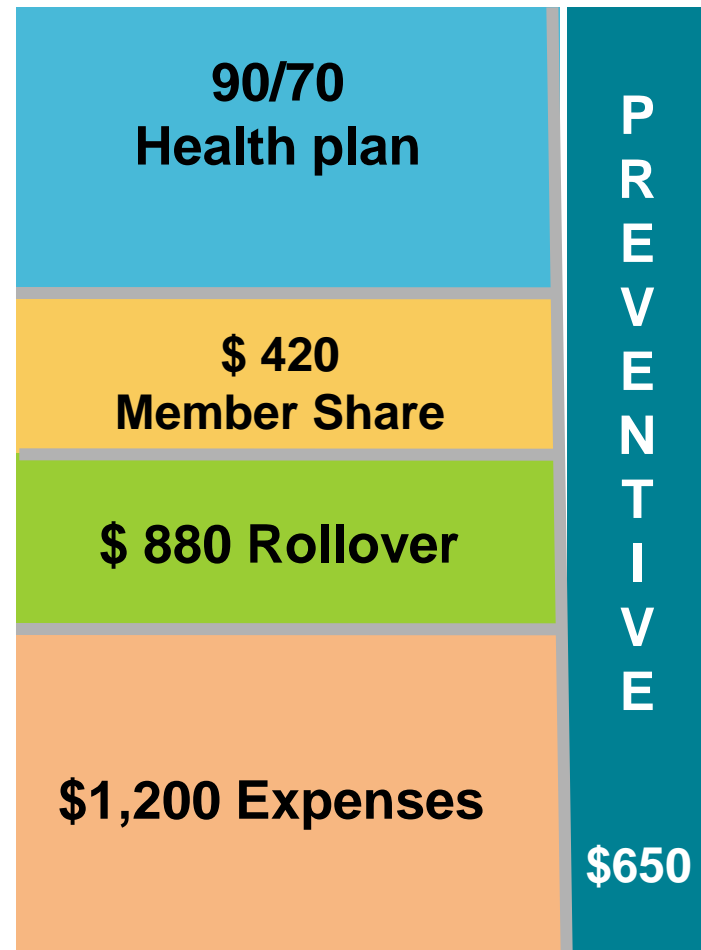 90/70
Health plan
$ 420
Member Share
$ 880 Rollover
$1,200 Expenses
P
R
E
V
E
N
T
I
V
E
$650